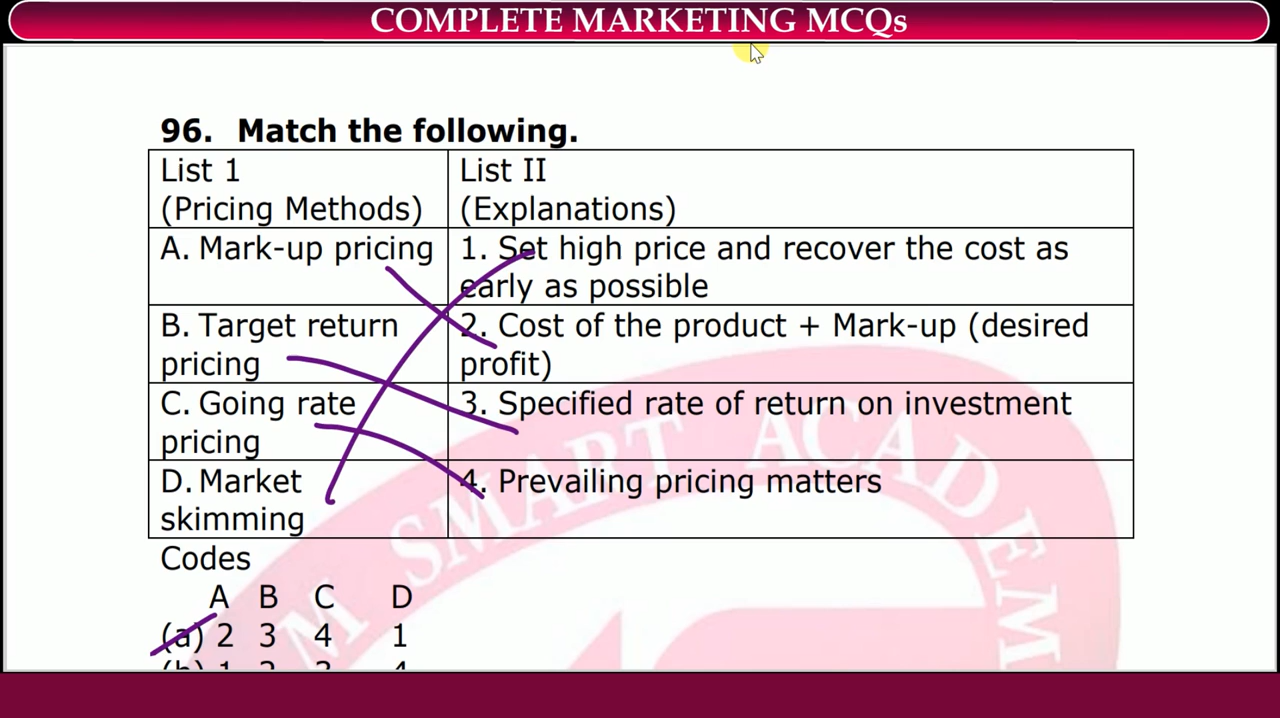 COMPLETE MARKETING MCQs
96. Match the following.
List 1
(Pricing Methods)
List II
(Explanations)
A. Mark-up pricing
1. Set high price and recover the cost as
early as possible
B. Target return
pricing
2. Cost of the product + Mark-up (desired
profit)
C. Going rate
pricing
3. Specified rate of return on investment
D. Market
skimming
4. Prevailing pricing matters
Codes
A B C D
(a) 2 3 4 1
M SMART ACADEM